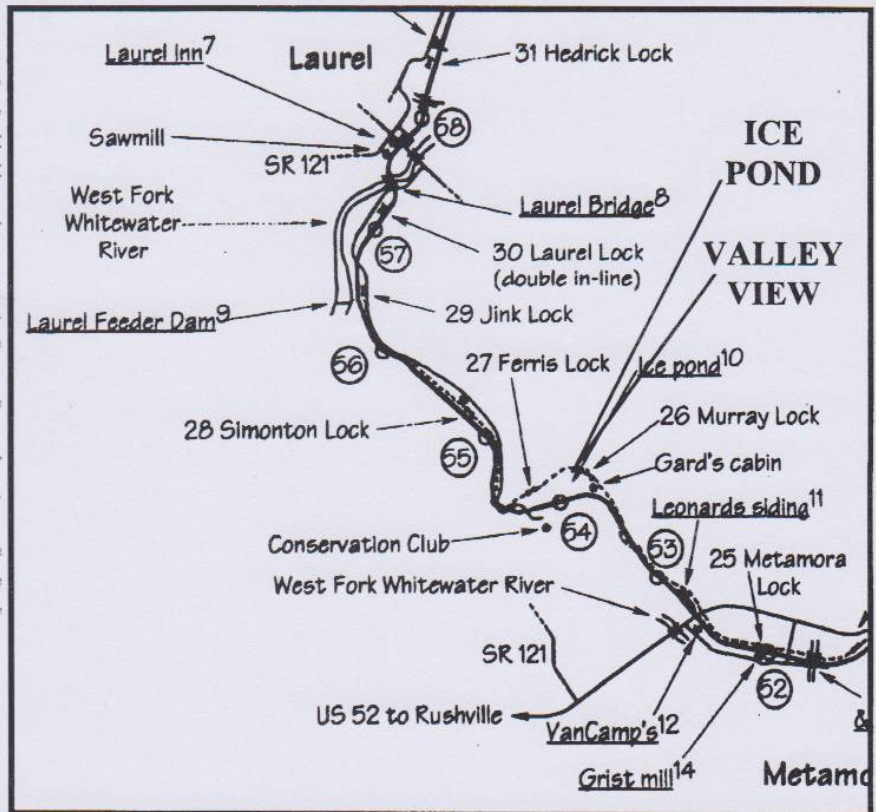 Laurel Inn7
Laurel
31 Hedrick Lock
Sawmill
58
ICE
POND
SR 121
West Fork
Whitewater
River
Laurel Bridge8
VALLEY
VIEW
57
30 Laurel Lock
(double in-line)
Laurel Feeder Dam9
29 Jink Lock
56
27 Ferris Lock
Ice pond10
28 Simonton Lock
26 Murray Lock
55
Gard's cabin
54
Leonards siding11
Conservation Club
53
25 Metamora
Lock
West Fork Whitewater River
SR 121
52
US 52 to Rushville
VanCamp's12
&
Grist mill14
Metamo